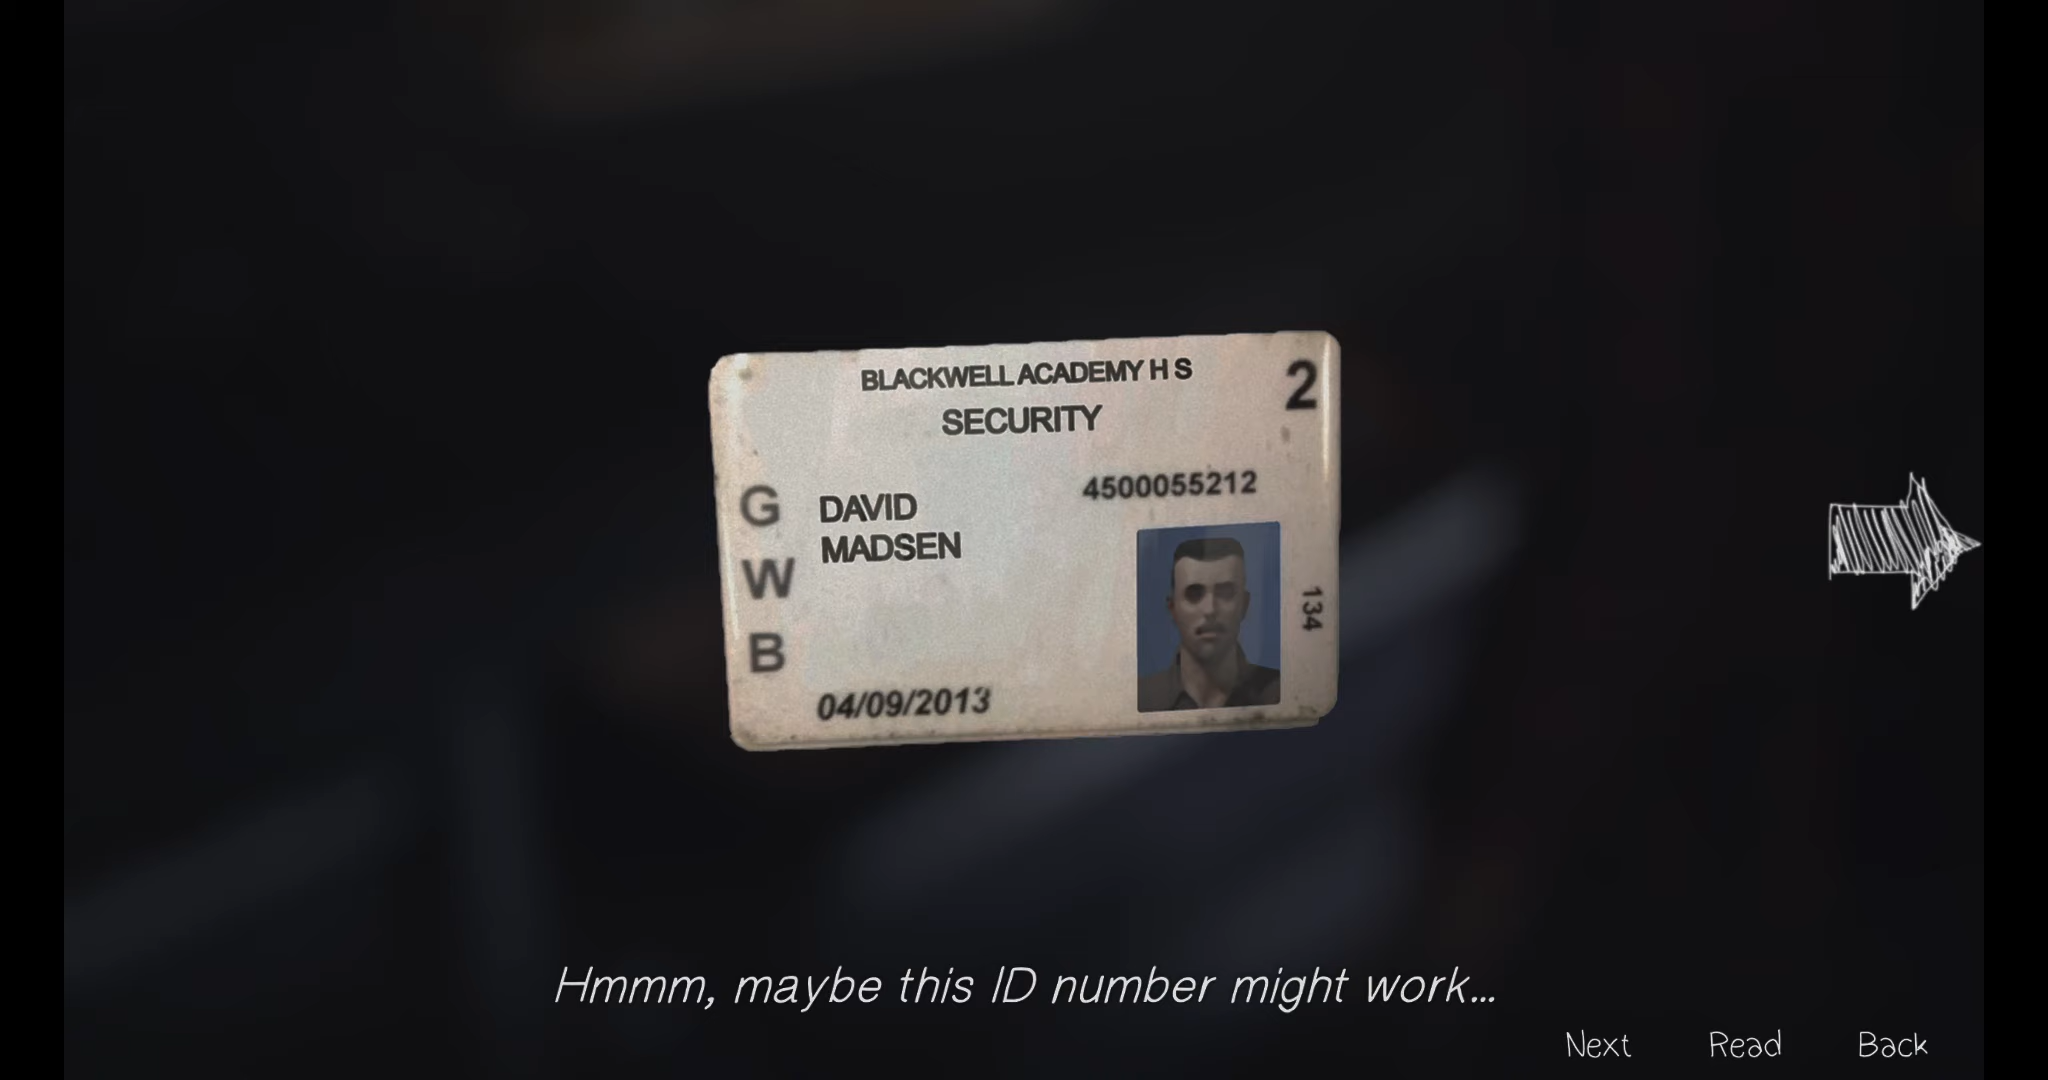 BLACKWELL ACADEMY H S
2
SECURITY
4500055212
G
DAVID
MADSEN
W
134
B
04/09/2013
Hmmm, maybe this ID number might work...
Next Read Back